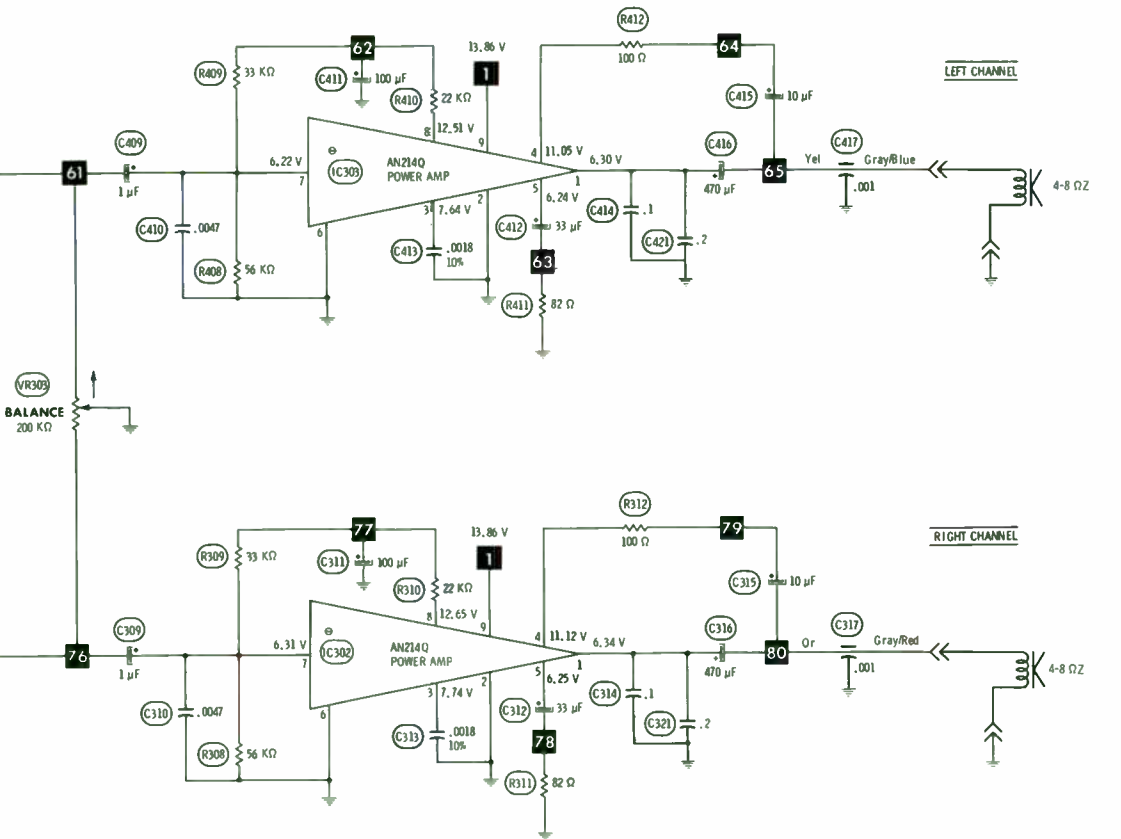 R412
62
13.86 V
64
100 Ω
LEFT CHANNEL
R409
33 KΩ
C411
100 µF
1
R410
22 KΩ
C415
10 µF
8
12.51 V
9
C409
4
11.05 V
C416
C417
61
6.22 V
7
IC303
AN214Q
POWER AMP
6.30 V
1
65
Yel
Gray/Blue
1 µF
5
6.24 V
470 µF
.001
4-8 ΩZ
C410
.0047
3
7.64 V
2
C412
33 µF
C414
.1
6
C413
.0018
10%
C421
.2
R408
56 KΩ
63
R411
82 Ω
VR303
BALANCE
200 KΩ
R312
77
13.86 V
79
100 Ω
RIGHT CHANNEL
R309
33 KΩ
C311
100 µF
1
R310
22 KΩ
C315
10 µF
8
12.65 V
9
C309
4
11.12 V
C316
C317
76
6.31 V
7
IC302
AN214Q
POWER AMP
6.34 V
1
80
Or
Gray/Red
1 µF
5
6.25 V
470 µF
.001
4-8 ΩZ
C310
.0047
3
7.74 V
2
C312
33 µF
C314
.1
6
C313
.0018
10%
C321
.2
78
R308
56 KΩ
R311
82 Ω